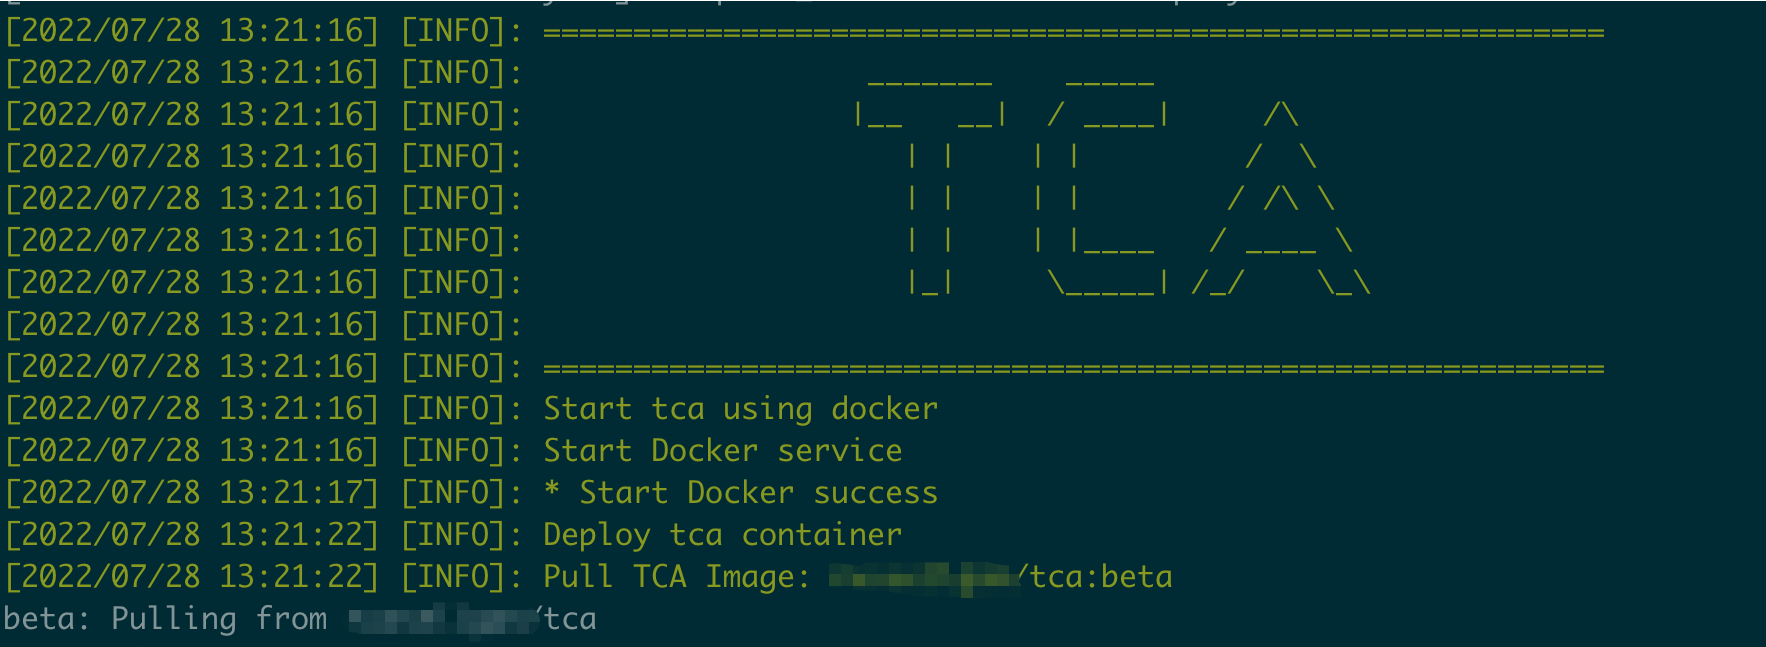 [2022/07/28 13:21:16] [INFO]: ===========================================================
[2022/07/28 13:21:16] [INFO]:                    _______    _____
[2022/07/28 13:21:16] [INFO]:                   |__   __|  / ____|     /\
[2022/07/28 13:21:16] [INFO]:                      | |    | |         /  \
[2022/07/28 13:21:16] [INFO]:                      | |    | |        / /\ \
[2022/07/28 13:21:16] [INFO]:                      | |    | |____   / ____ \
[2022/07/28 13:21:16] [INFO]:                      |_|     \_____| /_/    \_\
[2022/07/28 13:21:16] [INFO]:
[2022/07/28 13:21:16] [INFO]: ===========================================================
[2022/07/28 13:21:16] [INFO]: Start tca using docker
[2022/07/28 13:21:16] [INFO]: Start Docker service
[2022/07/28 13:21:17] [INFO]: * Start Docker success
[2022/07/28 13:21:22] [INFO]: Deploy tca container
[2022/07/28 13:21:22] [INFO]: Pull TCA Image: /tca:beta
beta: Pulling from /tca